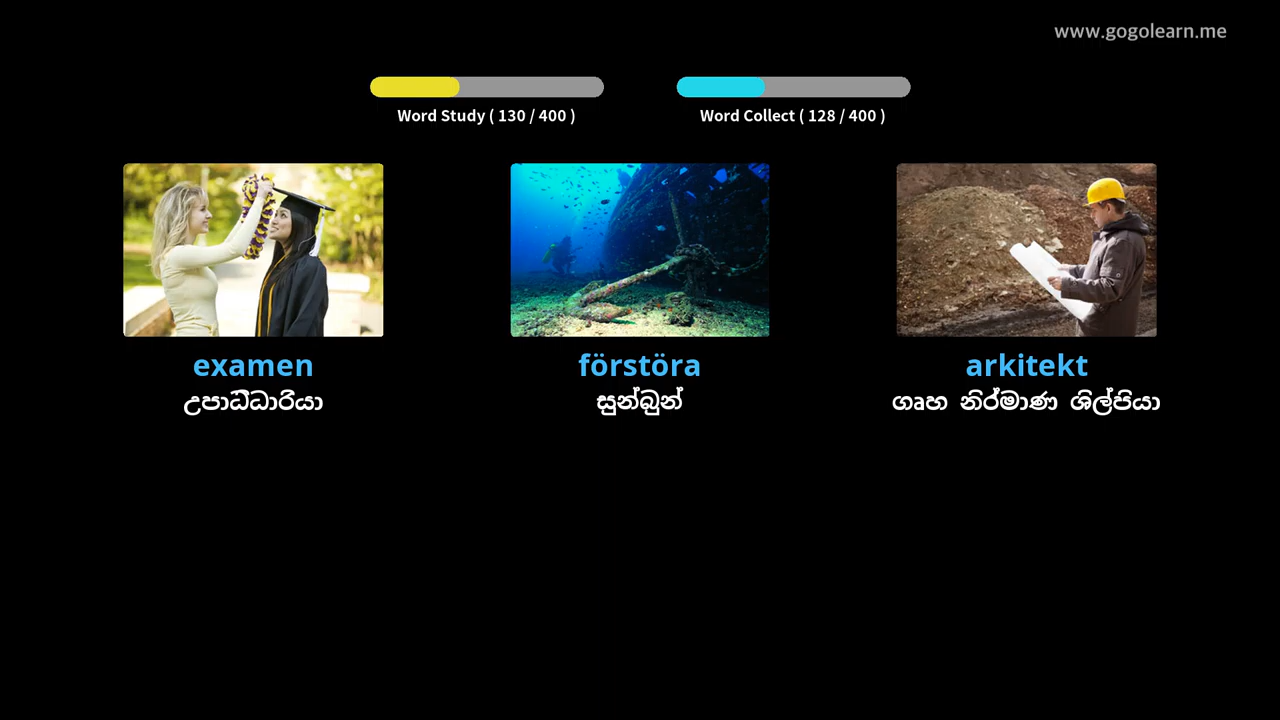 www.gogolearn.me
Word Study ( 130 / 400 )
Word Collect ( 128 / 400 )
examen
උපාධිධාරියා
förstöra
සුන්බුන්
arkitekt
ගෘහ නිර්මාණ ශිල්පියා